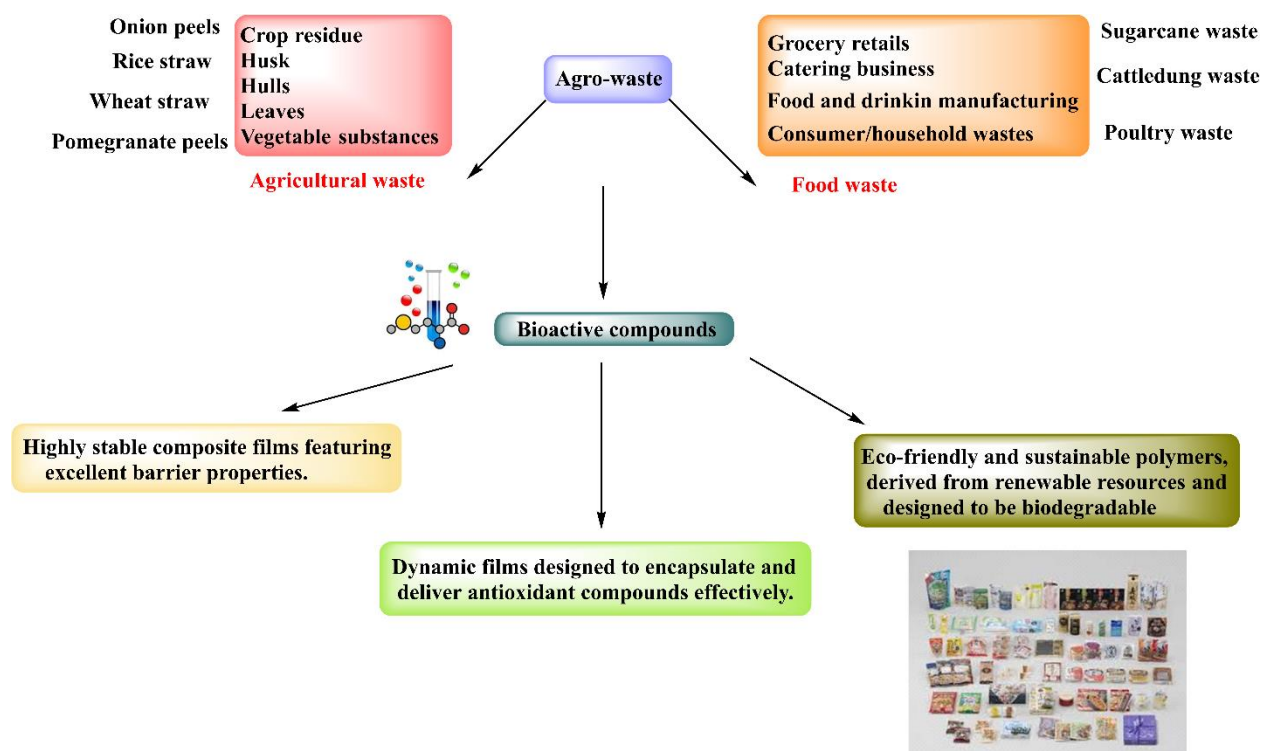 Onion peels
Rice straw
Wheat straw
Pomegranate peels
Crop residue
Husk
Hulls
Leaves
Vegetable substances
Agricultural waste
Agro-waste
Grocery retails
Catering business
Food and drinkin manufacturing
Consumer/household wastes
Food waste
Sugarcane waste
Cattledung waste
Poultry waste
Bioactive compounds
Highly stable composite films featuring
excellent barrier properties.
Dynamic films designed to encapsulate and
deliver antioxidant compounds effectively.
Eco-friendly and sustainable polymers,
derived from renewable resources and
designed to be biodegradable